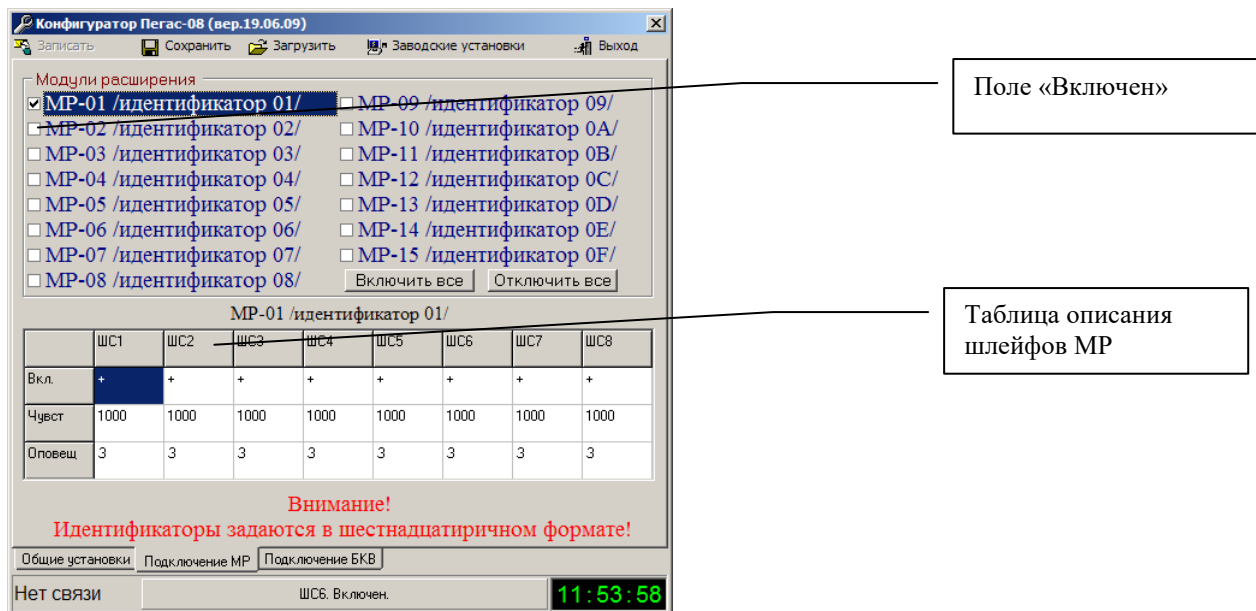 Конфигуратор Пегас-08 (вер.19.06.09)
Записать Сохранить Загрузить Заводские установки Выход
Модули расширения
МР-01 /идентификатор 01/ МР-09 /идентификатор 09/
МР-02 /идентификатор 02/ МР-10 /идентификатор 0A/
МР-03 /идентификатор 03/ МР-11 /идентификатор 0B/
МР-04 /идентификатор 04/ МР-12 /идентификатор 0C/
МР-05 /идентификатор 05/ МР-13 /идентификатор 0D/
МР-06 /идентификатор 06/ МР-14 /идентификатор 0E/
МР-07 /идентификатор 07/ МР-15 /идентификатор 0F/
МР-08 /идентификатор 08/ Включить все Отключить все
МР-01 /идентификатор 01/
ШС1 ШС2 ШС3 ШС4 ШС5 ШС6 ШС7 ШС8
Вкл. + + + + + + + +
Чувст 1000 1000 1000 1000 1000 1000 1000 1000
Оповещ 3 3 3 3 3 3 3 3
Внимание!
Идентификаторы задаются в шестнадцатиричном формате!
Общие установки Подключение МР Подключение БКВ
Нет связи ШС6. Включен. 11:53:58
Поле «Включен»
Таблица описания
шлейфов МР